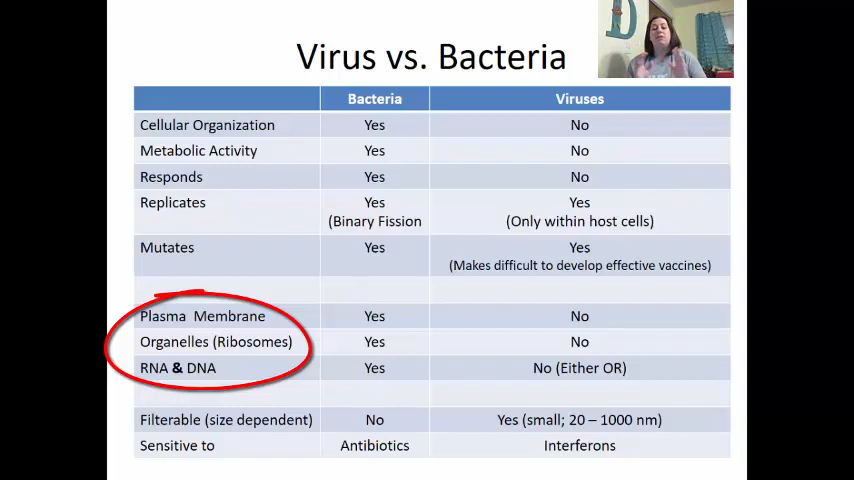 D
Virus vs. Bacteria
Bacteria Viruses
Cellular Organization Yes No
Metabolic Activity Yes No
Responds Yes No
Replicates Yes Yes
(Binary Fission (Only within host cells)
Mutates Yes Yes
(Makes difficult to develop effective vaccines)
Plasma Membrane Yes No
Organelles (Ribosomes) Yes No
RNA & DNA Yes No (Either OR)
Filterable (size dependent) No Yes (small; 20 – 1000 nm)
Sensitive to Antibiotics Interferons